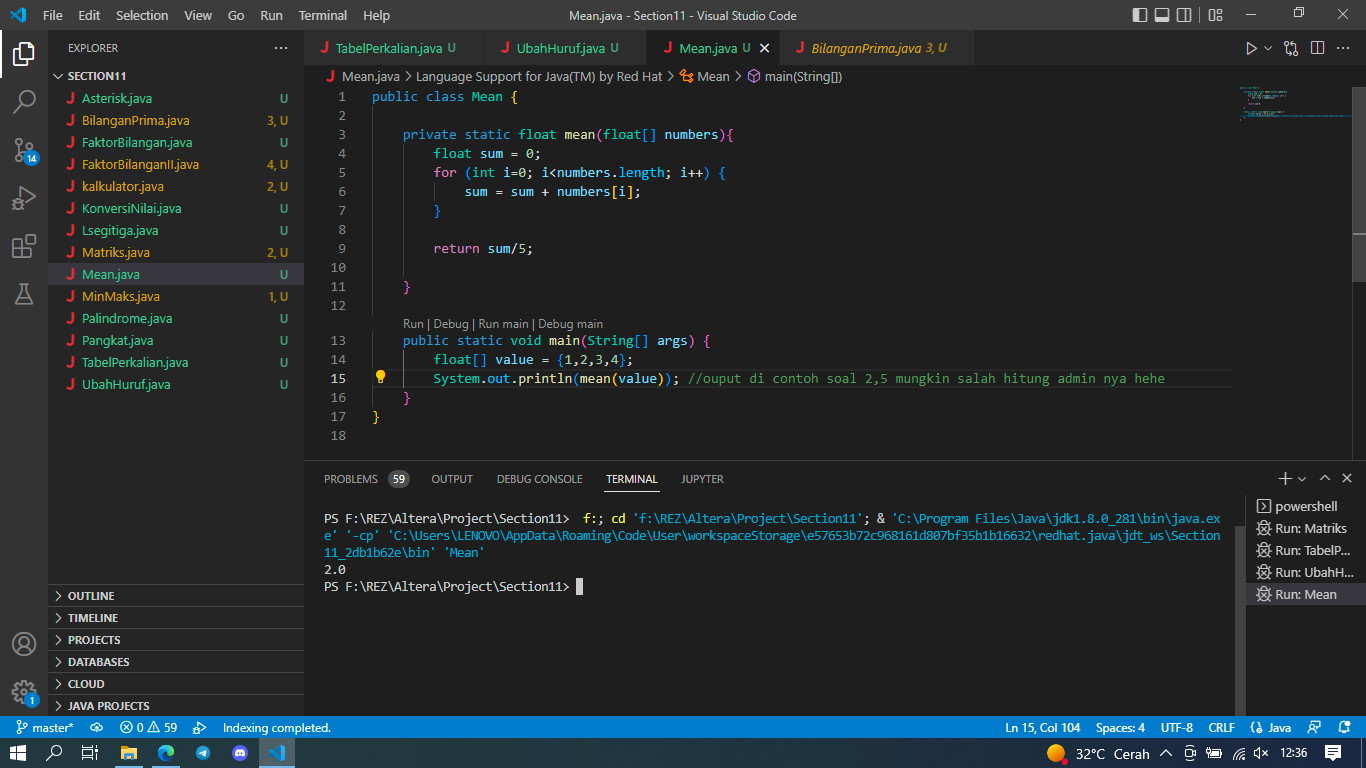 File Edit Selection View Go Run Terminal Help Mean.java - Section11 - Visual Studio Code
EXPLORER
SECTION11
Asterisk.java U
BilanganPrima.java 3, U
FaktorBilangan.java U
FaktorBilanganII.java 4, U
kalkulator.java 2, U
KonversiNilai.java U
Lsegitiga.java U
Matriks.java 2, U
Mean.java U
MinMaks.java 1, U
Palindrome.java U
Pangkat.java U
TabelPerkalian.java U
UbahHuruf.java U
OUTLINE
TIMELINE
PROJECTS
DATABASES
CLOUD
JAVA PROJECTS
14
1
TabelPerkalian.java U UbahHuruf.java U Mean.java U BilanganPrima.java 3, U
Mean.java > Language Support for Java(TM) by Red Hat > Mean > main(String[])
1 public class Mean {
2
3 private static float mean(float[] numbers){
4 float sum = 0;
5 for (int i=0; i<numbers.length; i++) {
6 sum = sum + numbers[i];
7 }
8
9 return sum/5;
10
11 }
12
Run | Debug | Run main | Debug main
13 public static void main(String[] args) {
14 float[] value = {1,2,3,4};
15 System.out.println(mean(value)); //ouput di contoh soal 2,5 mungkin salah hitung admin nya hehe
16 }
17 }
18
PROBLEMS 59 OUTPUT DEBUG CONSOLE TERMINAL JUPYTER
PS F:\REZ\Altera\Project\Section11> f:; cd 'f:\REZ\Altera\Project\Section11'; & 'C:\Program Files\Java\jdk1.8.0_281\bin\java.ex
e' '-cp' 'C:\Users\LENOVO\AppData\Roaming\Code\User\workspaceStorage\e57653b72c968161d807bf35b1b16632\redhat.java\jdt_ws\Section
11_2db1b62e\bin' 'Mean'
2.0
PS F:\REZ\Altera\Project\Section11>
powershell
Run: Matriks
Run: TabelP...
Run: UbahH...
Run: Mean
master* 0 59 Indexing completed. Ln 15, Col 104 Spaces: 4 UTF-8 CRLF Java
32°C Cerah 12:36